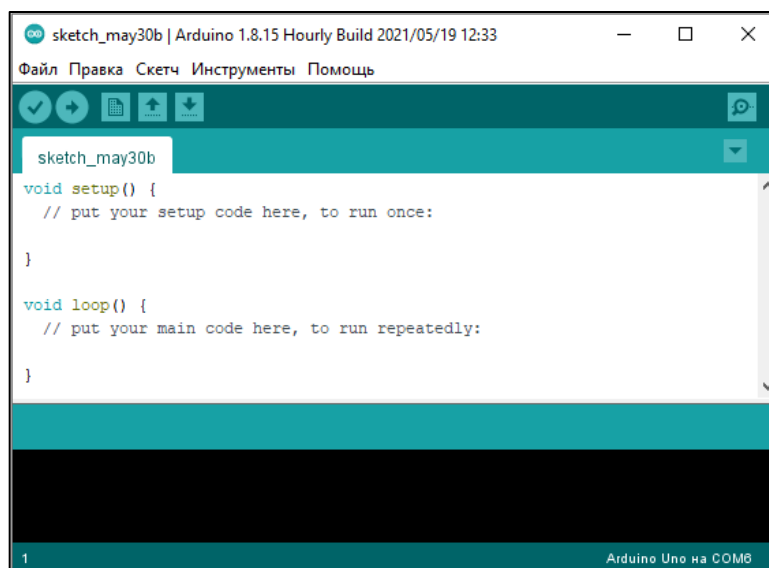 sketch_may30b | Arduino 1.8.15 Hourly Build 2021/05/19 12:33
Файл Правка Скетч Инструменты Помощь
sketch_may30b
void setup() {
  // put your setup code here, to run once:
}
void loop() {
  // put your main code here, to run repeatedly:
}
1 Arduino Uno на COM6